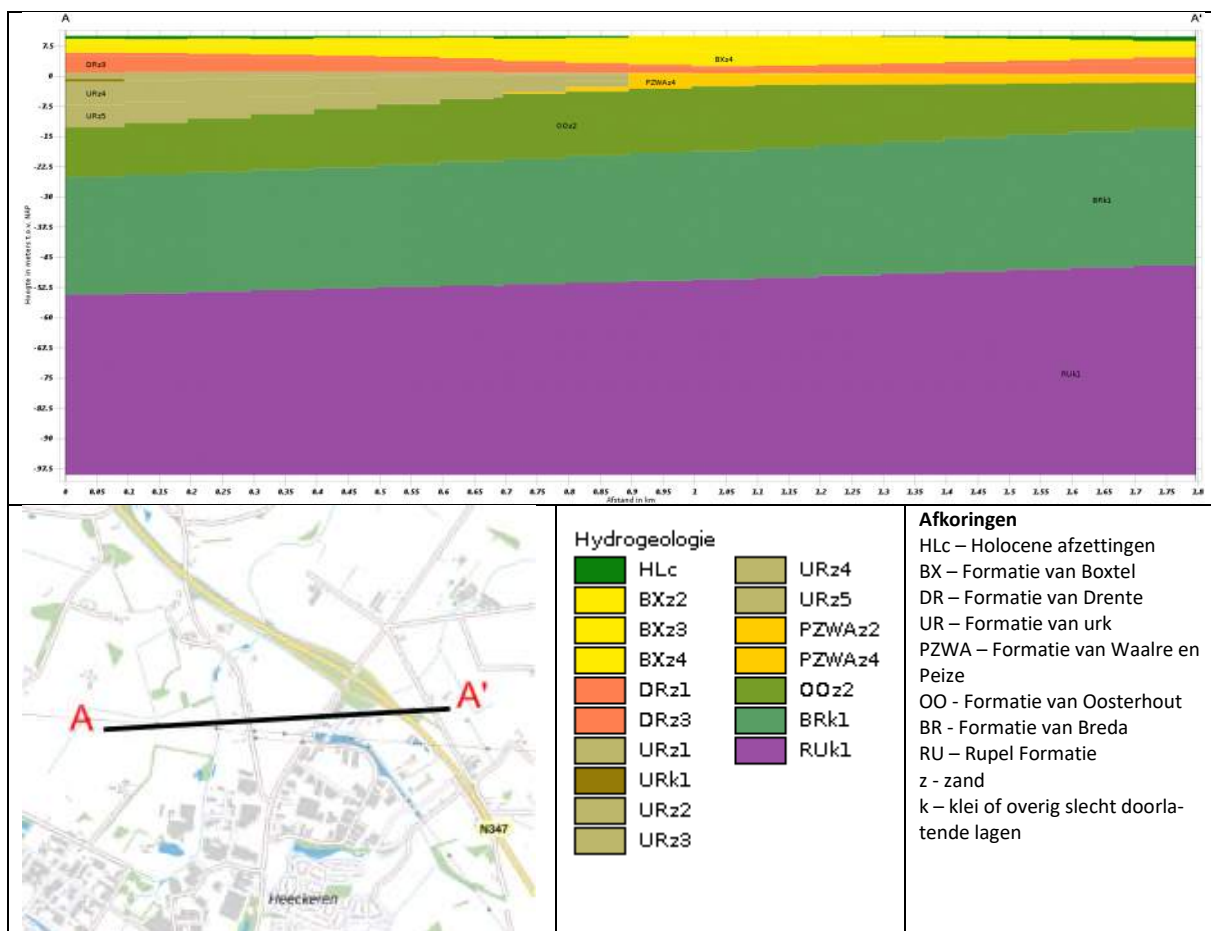 A
A'
7.5
0
-7.5
-15
-22.5
-30
-37.5
-45
-52.5
-60
-67.5
-75
-82.5
-90
-97.5
Hoogte in meters t.o.v. NAP
DRz3
URz4
URz5
BXz4
PZWAz4
OOz2
BRk1
RUk1
0 0.05 0.1 0.15 0.2 0.25 0.3 0.35 0.4 0.45 0.5 0.55 0.6 0.65 0.7 0.75 0.8 0.85 0.9 0.95 1 1.05 1.1 1.15 1.2 1.25 1.3 1.35 1.4 1.45 1.5 1.55 1.6 1.65 1.7 1.75 1.8
Afstand in km
A
A'
N347
Heeckeren
Hydrogeologie
HLc
BXz2
BXz3
BXz4
DRz1
DRz3
URz1
URk1
URz2
URz3
URz4
URz5
PZWAz2
PZWAz4
OOz2
BRk1
RUk1
Afkoringen
HLc – Holocene afzettingen
BX – Formatie van Boxtel
DR – Formatie van Drente
UR – Formatie van urk
PZWA – Formatie van Waalre en
Peize
OO - Formatie van Oosterhout
BR - Formatie van Breda
RU – Rupel Formatie
z - zand
k – klei of overig slecht doorla-
tende lagen